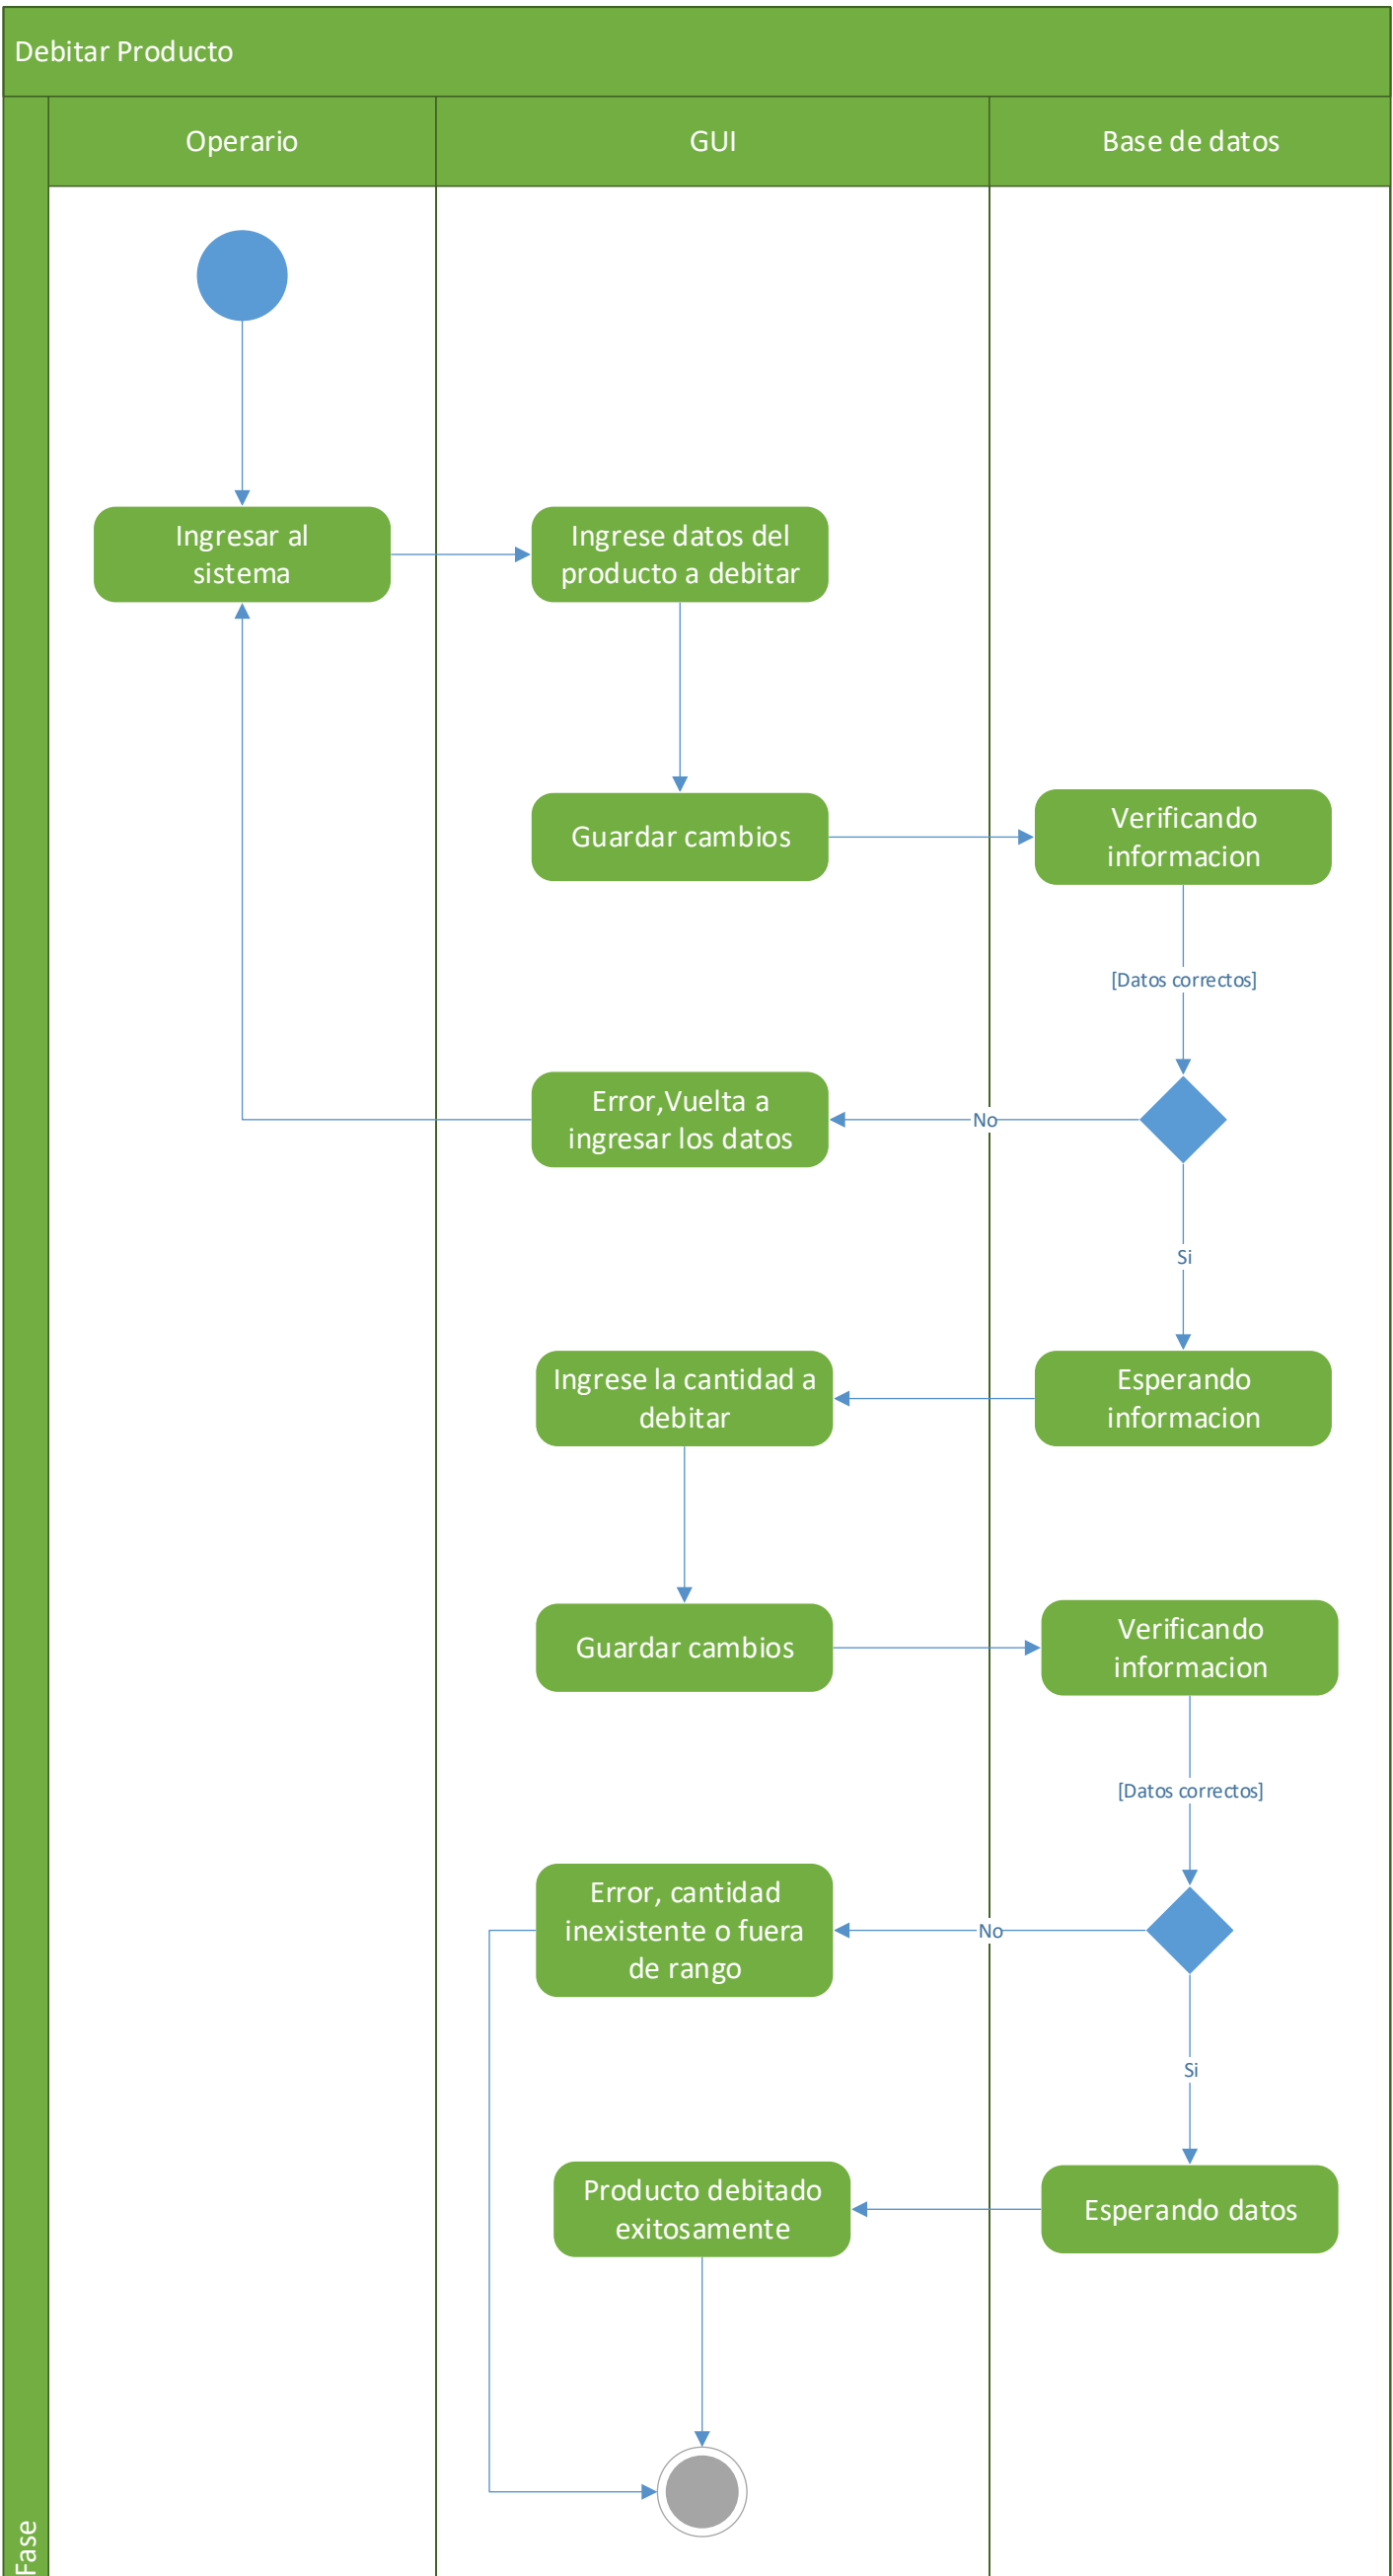 Debitar Producto
Operario
GUI
Base de datos
Ingresar al
sistema
Ingrese datos del
producto a debitar
Guardar cambios
Verificando
informacion
[Datos correctos]
Error,Vuelta a
ingresar los datos
No
Si
Ingrese la cantidad a
debitar
Esperando
informacion
Guardar cambios
Verificando
informacion
[Datos correctos]
Error, cantidad
inexistente o fuera
de rango
No
Si
Producto debitado
exitosamente
Esperando datos
Fase